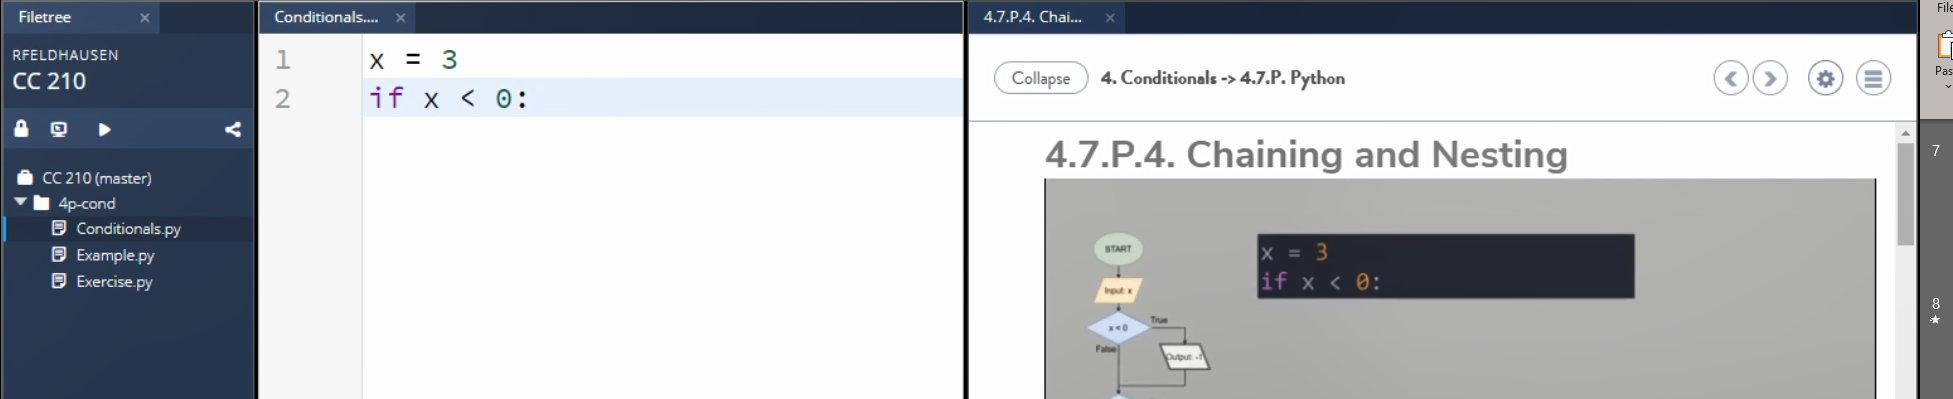 Filetree
RFELDHAUSEN
CC 210
CC 210 (master)
4p-cond
Conditionals.py
Example.py
Exercise.py
Conditionals....
1 x = 3
2 if x < 0:
4.7.P.4. Chai...
Collapse 4. Conditionals -> 4.7.P. Python
4.7.P.4. Chaining and Nesting
START
Input: x
x < 0
True
False
Output: -1
x = 3
if x < 0:
File
Pas
7
8